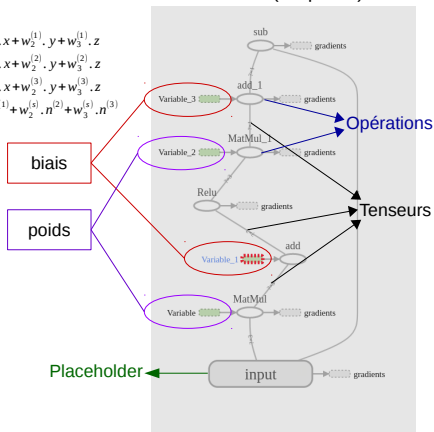 sub
gradients
. x + w₂⁽¹⁾ . y + w₃⁽¹⁾ . z
. x + w₂⁽²⁾ . y + w₃⁽²⁾ . z
. x + w₂⁽³⁾ . y + w₃⁽³⁾ . z
⁽¹⁾ + w₂⁽ˢ⁾ . n⁽²⁾ + w₃⁽ˢ⁾ . n⁽³⁾
add_1
Variable_3
gradients
Opérations
MatMul_1
Variable_2
gradients
biais
Relu
gradients
Tenseurs
poids
add
Variable_1
gradients
MatMul
Variable
gradients
Placeholder
input
gradients